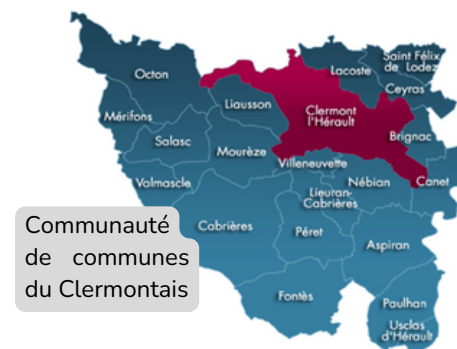 Saint Félix
de Lodez
Octon
Lacoste
Ceyras
Liausson
Clermont
l'Hérault
Mérifons
Brignac
Salasc
Mourèze
Villeneuvette
Valmascle
Nébian
Canet
Lieuran-
Cabrières
Cabrières
Péret
Aspiran
Communauté
de communes
du Clermontais
Fontès
Paulhan
Usclas
d'Hérault